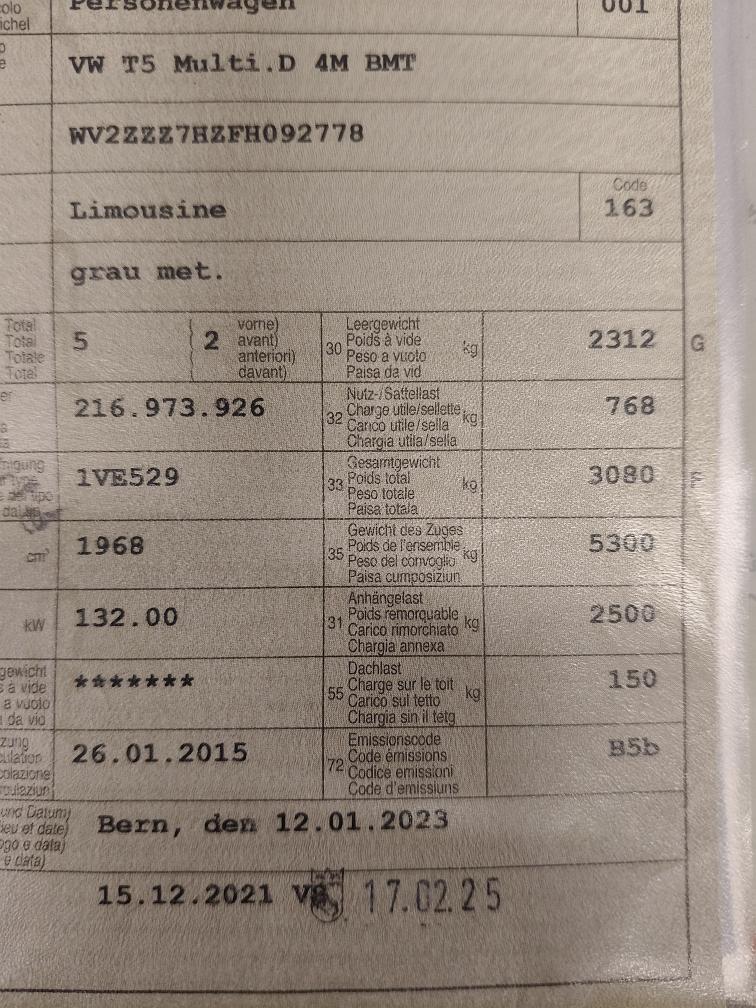 Personenwagen 001
VW T5 Multi.D 4M BMT
WV2ZZZ7HZFH092778
Code
Limousine 163
grau met.
Total 5 2 vorne) 30 Leergewicht kg 2312 G
Total avant) Poids à vide
Totale anteriori) Peso a vuoto
Total davant) Paisa da vid
216.973.926 32 Nutz-/Sattellast kg 768
Charge utile/sellette
Carico utile/sella
Chargia utila/sella
1VE529 33 Gesamtgewicht kg 3080 F
Poids total
Peso totale
Paisa totala
cm³ 1968 35 Gewicht des Zuges kg 5300
Poids de l'ensemble
Peso del convoglio
Paisa cumposiziun
kW 132.00 31 Anhängelast kg 2500
Poids remorquable
Carico rimorchiato
Chargia annexa
gewicht ******* 55 Dachlast kg 150
à vide Charge sur le toit
a vuoto Carico sul tetto
da vid Chargia sin il tetg
26.01.2015 72 Emissionscode B5b
Code émissions
Codice emissioni
Code d'emissiuns
und Datum)
et date) Bern, den 12.01.2023
e data)
e data)
15.12.2021 17.02.25